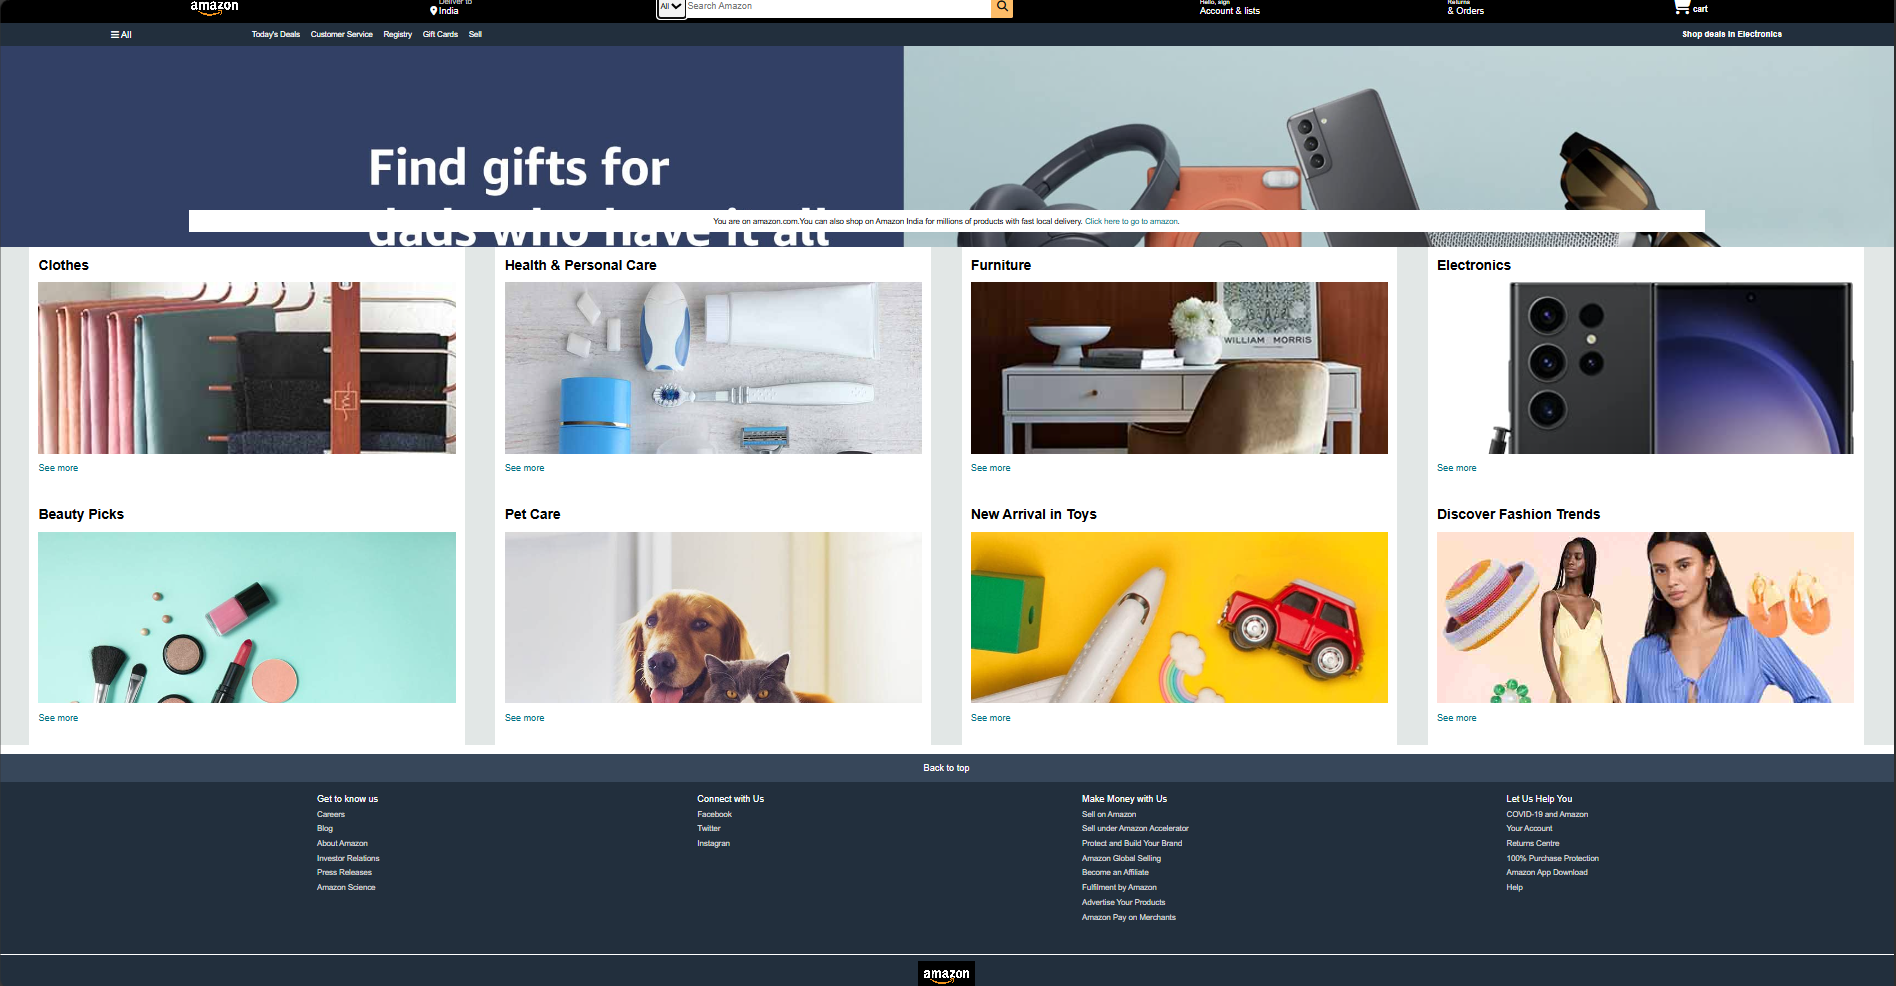 amazon
Deliver to
India
All
Search Amazon
Hello, sign
Account & lists
Returns
& Orders
cart
All
Today's Deals
Customer Service
Registry
Gift Cards
Sell
Shop deals in Electronics
Find gifts for
dads who have it all
You are on amazon.com.You can also shop on Amazon India for millions of products with fast local delivery. Click here to go to amazon.
Clothes
Health & Personal Care
Furniture
Electronics
WILLIAM MORRIS
See more
See more
See more
See more
Beauty Picks
Pet Care
New Arrival in Toys
Discover Fashion Trends
See more
See more
See more
See more
Back to top
Get to know us
Careers
Blog
About Amazon
Investor Relations
Press Releases
Amazon Science
Connect with Us
Facebook
Twitter
Instagran
Make Money with Us
Sell on Amazon
Sell under Amazon Accelerator
Protect and Build Your Brand
Amazon Global Selling
Become an Affiliate
Fulfilment by Amazon
Advertise Your Products
Amazon Pay on Merchants
Let Us Help You
COVID-19 and Amazon
Your Account
Returns Centre
100% Purchase Protection
Amazon App Download
Help
amazon